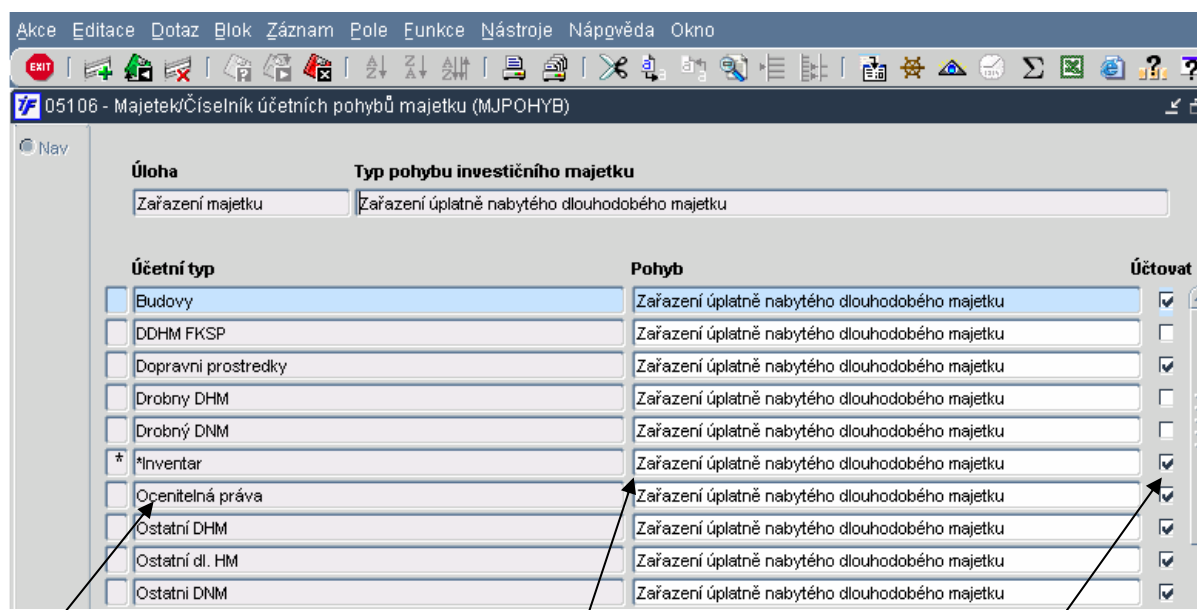 Akce Editace Dotaz Blok Záznam Pole Funkce Nástroje Nápověda Okno
EXIT
05106 - Majetek/Číselník účetních pohybů majetku (MJPOHYB)
Nav
Úloha Typ pohybu investičního majetku
Zařazení majetku Zařazení úplatně nabytého dlouhodobého majetku
Účetní typ Pohyb Účtovat
Budovy Zařazení úplatně nabytého dlouhodobého majetku
DDHM FKSP Zařazení úplatně nabytého dlouhodobého majetku
Dopravni prostredky Zařazení úplatně nabytého dlouhodobého majetku
Drobny DHM Zařazení úplatně nabytého dlouhodobého majetku
Drobný DNM Zařazení úplatně nabytého dlouhodobého majetku
* *Inventar Zařazení úplatně nabytého dlouhodobého majetku
Ocenitelná práva Zařazení úplatně nabytého dlouhodobého majetku
Ostatní DHM Zařazení úplatně nabytého dlouhodobého majetku
Ostatní dl. HM Zařazení úplatně nabytého dlouhodobého majetku
Ostatni DNM Zařazení úplatně nabytého dlouhodobého majetku